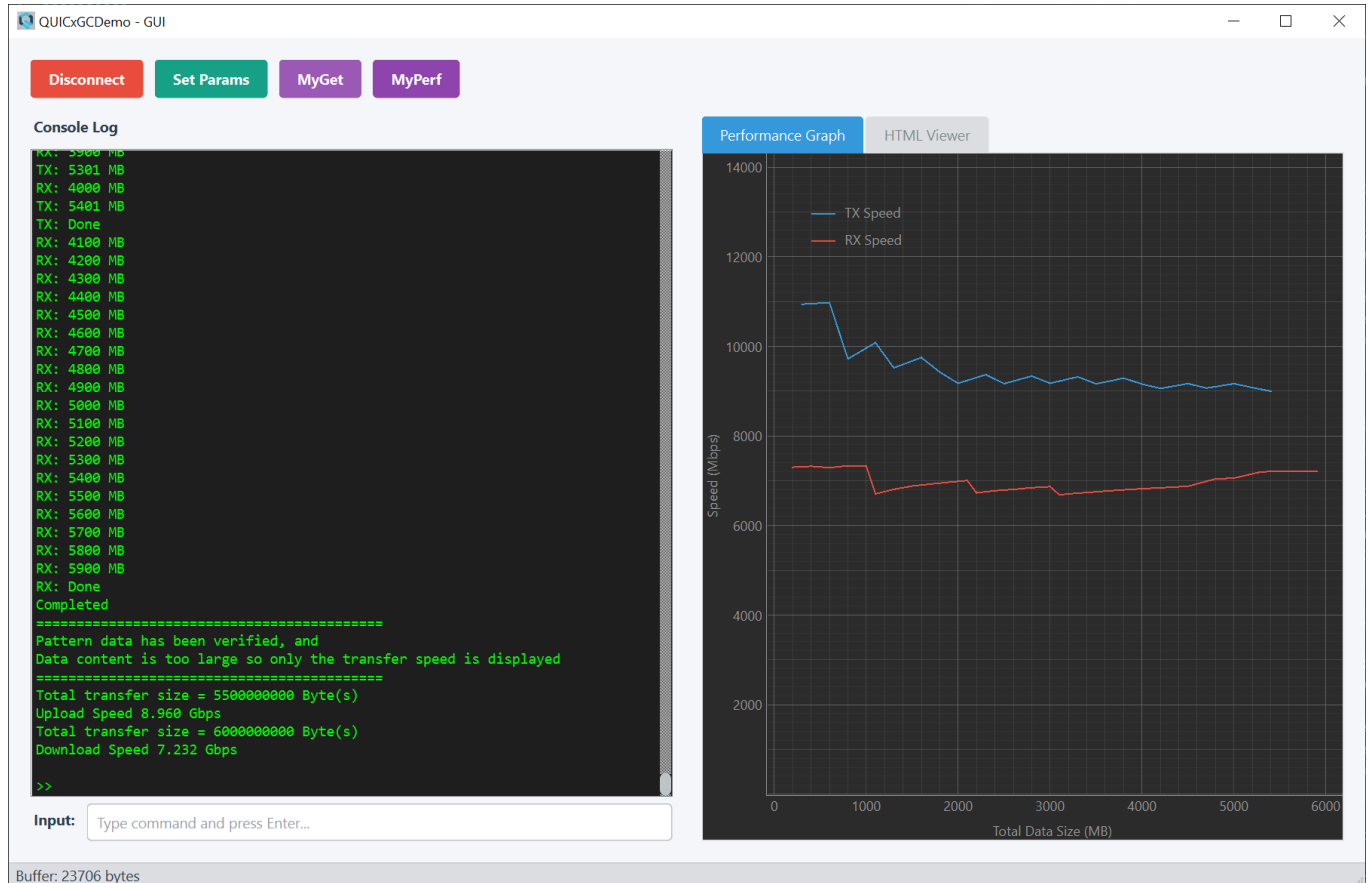 QUICxGCDemo - GUI
Disconnect
Set Params
MyGet
MyPerf
Console Log
RX: 3900 MB
TX: 5301 MB
RX: 4000 MB
TX: 5401 MB
TX: Done
RX: 4100 MB
RX: 4200 MB
RX: 4300 MB
RX: 4400 MB
RX: 4500 MB
RX: 4600 MB
RX: 4700 MB
RX: 4800 MB
RX: 4900 MB
RX: 5000 MB
RX: 5100 MB
RX: 5200 MB
RX: 5300 MB
RX: 5400 MB
RX: 5500 MB
RX: 5600 MB
RX: 5700 MB
RX: 5800 MB
RX: 5900 MB
RX: Done
Completed
===========================================
Pattern data has been verified, and
Data content is too large so only the transfer speed is displayed
===========================================
Total transfer size = 5500000000 Byte(s)
Upload Speed 8.960 Gbps
Total transfer size = 6000000000 Byte(s)
Download Speed 7.232 Gbps
>>
Input:
Type command and press Enter...
Buffer: 23706 bytes
Performance Graph
HTML Viewer
TX Speed
RX Speed
Speed (Mbps)
14000
12000
10000
8000
6000
4000
2000
0
1000
2000
3000
4000
5000
6000
Total Data Size (MB)